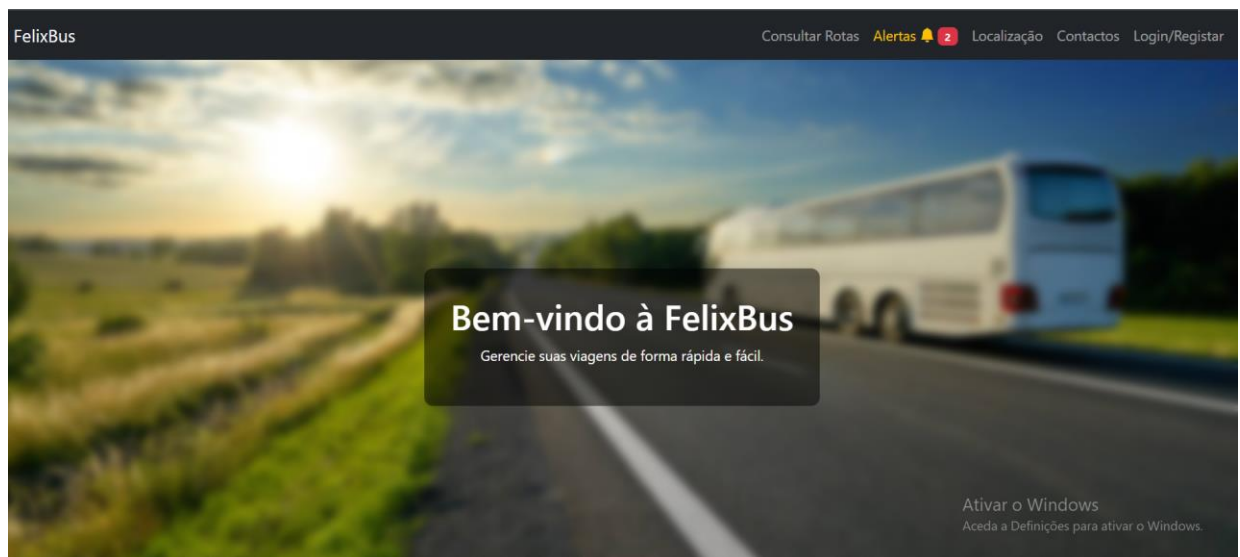 FelixBus
Consultar Rotas Alertas 2 Localização Contactos Login/Registar
Bem-vindo à FelixBus
Gerencie suas viagens de forma rápida e fácil.
Ativar o Windows
Aceda a Definições para ativar o Windows.